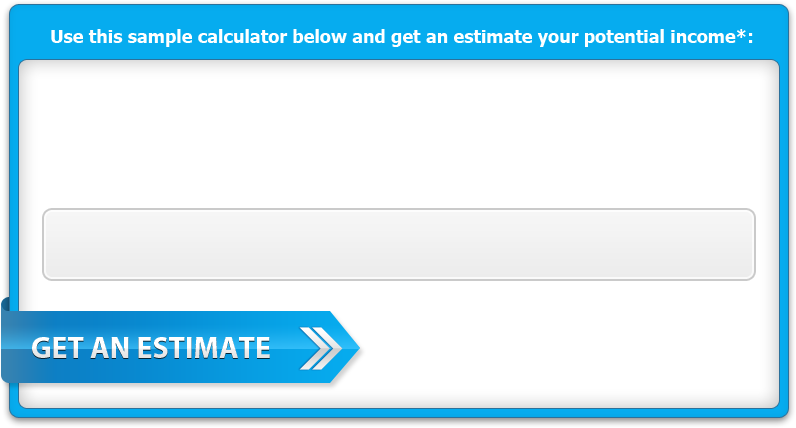 Use this sample calculator below and get an estimate your potential income*:
GET AN ESTIMATE